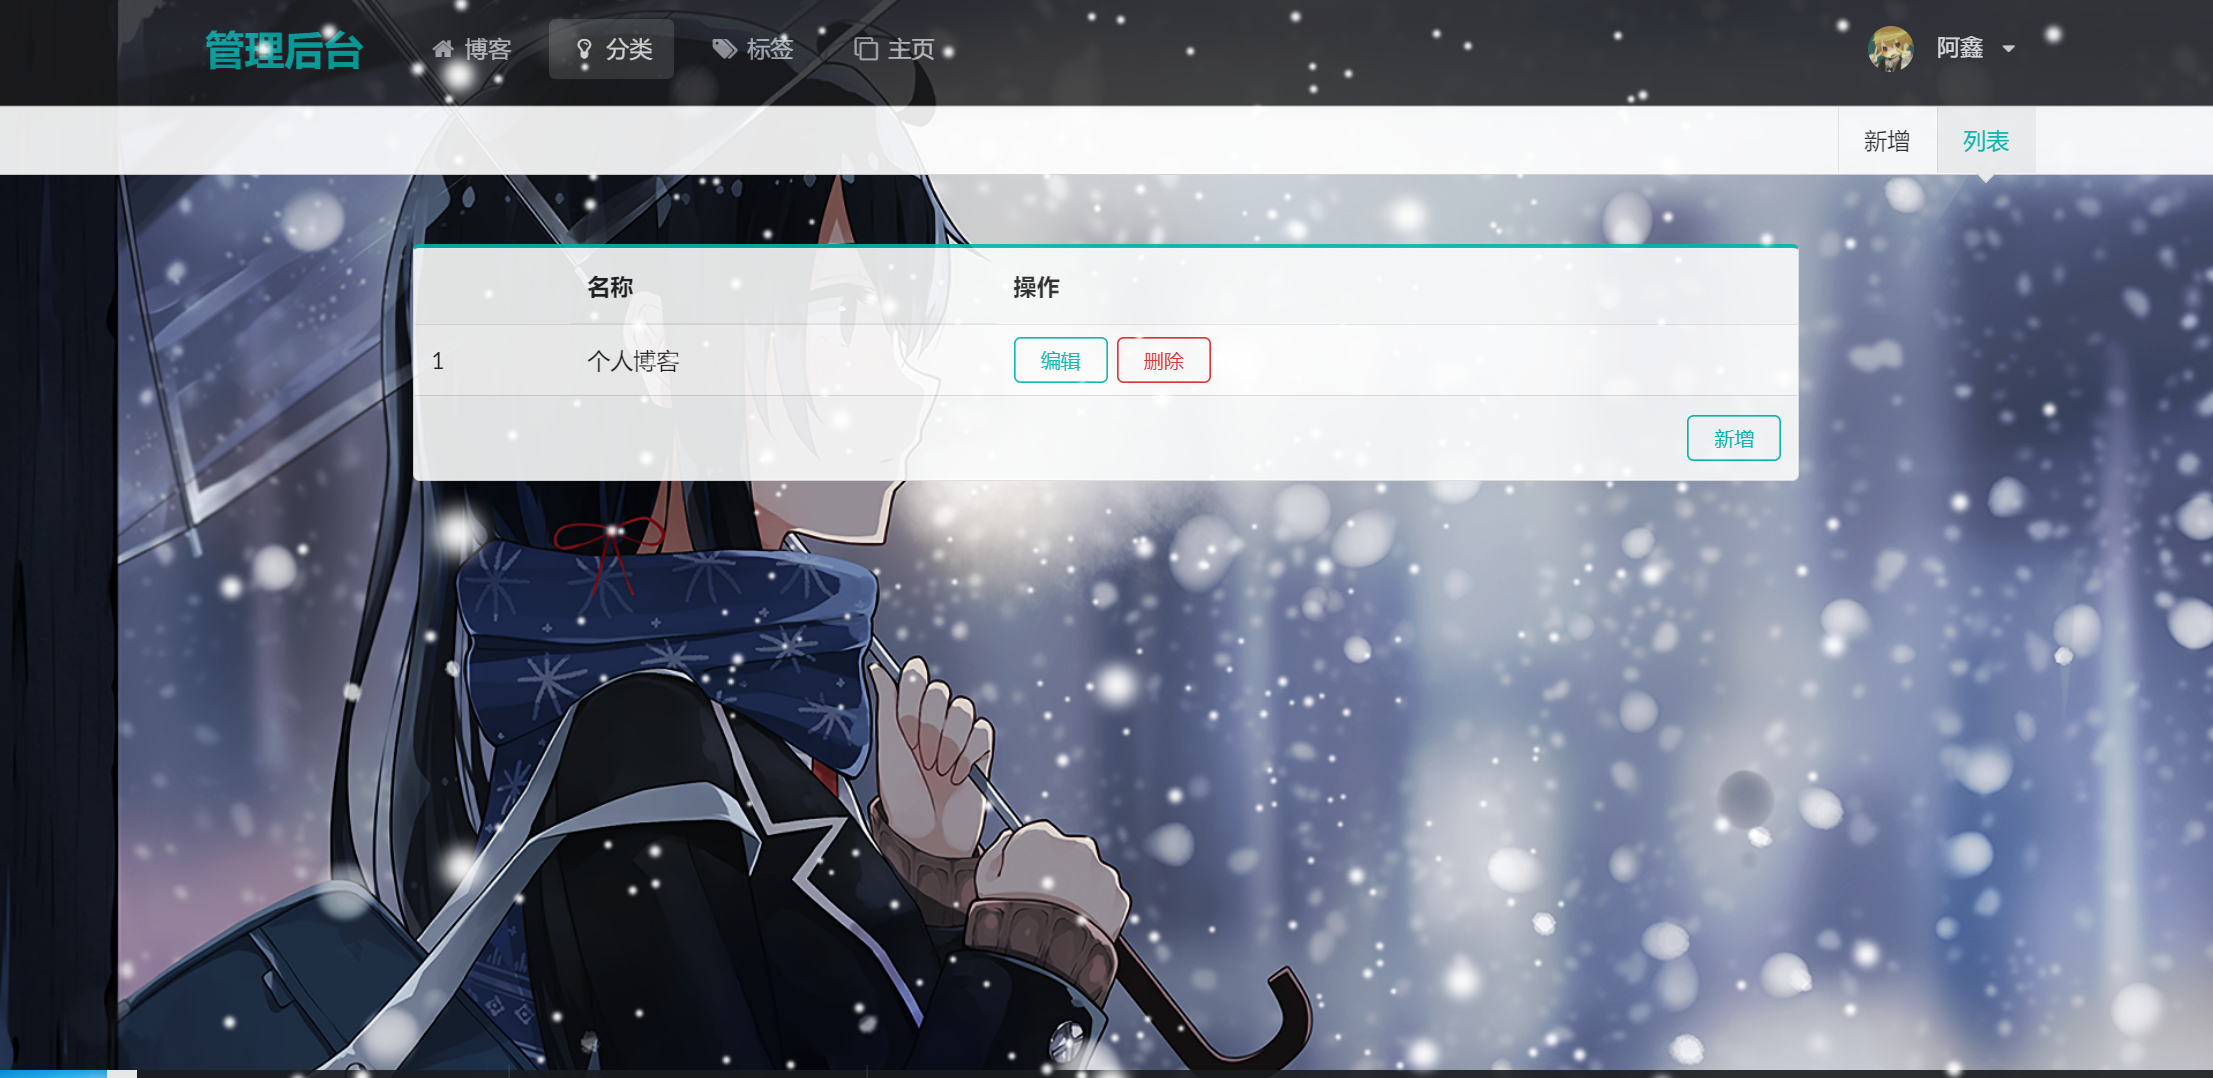 管理后台 博客 分类 标签 主页 阿鑫
新增 列表
名称 操作
1 个人博客 编辑 删除
新增